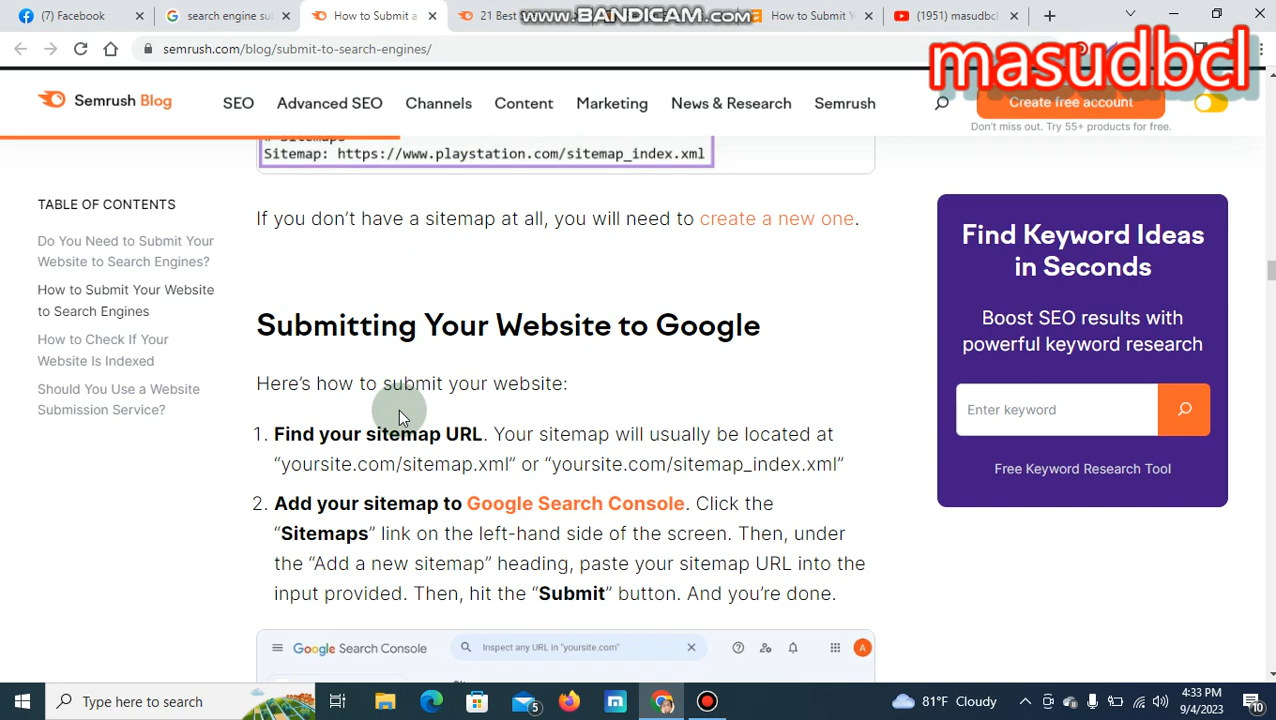 Facebook
search engine su
How to Submit a
21 Best
www.BANDICAM.com
How to Submit Y
(1951) masudbcl
semrush.com/blog/submit-to-search-engines/
masudbcl
Semrush Blog
SEO
Advanced SEO
Channels
Content
Marketing
News & Research
Semrush
Create free account
Don't miss out. Try 55+ products for free.
Sitemap: https://www.playstation.com/sitemap_index.xml
TABLE OF CONTENTS
Do You Need to Submit Your
Website to Search Engines?
How to Submit Your Website
to Search Engines
How to Check If Your
Website Is Indexed
Should You Use a Website
Submission Service?
If you don't have a sitemap at all, you will need to create a new one.
Submitting Your Website to Google
Here's how to submit your website:
1. Find your sitemap URL. Your sitemap will usually be located at
“yoursite.com/sitemap.xml” or “yoursite.com/sitemap_index.xml”
2. Add your sitemap to Google Search Console. Click the
“Sitemaps” link on the left-hand side of the screen. Then, under
the “Add a new sitemap” heading, paste your sitemap URL into the
input provided. Then, hit the “Submit” button. And you’re done.
Google Search Console
Inspect any URL in "yoursite.com"
A
Find Keyword Ideas
in Seconds
Boost SEO results with
powerful keyword research
Enter keyword
Free Keyword Research Tool
Type here to search
5
81°F Cloudy
4:33 PM
9/4/2023
10